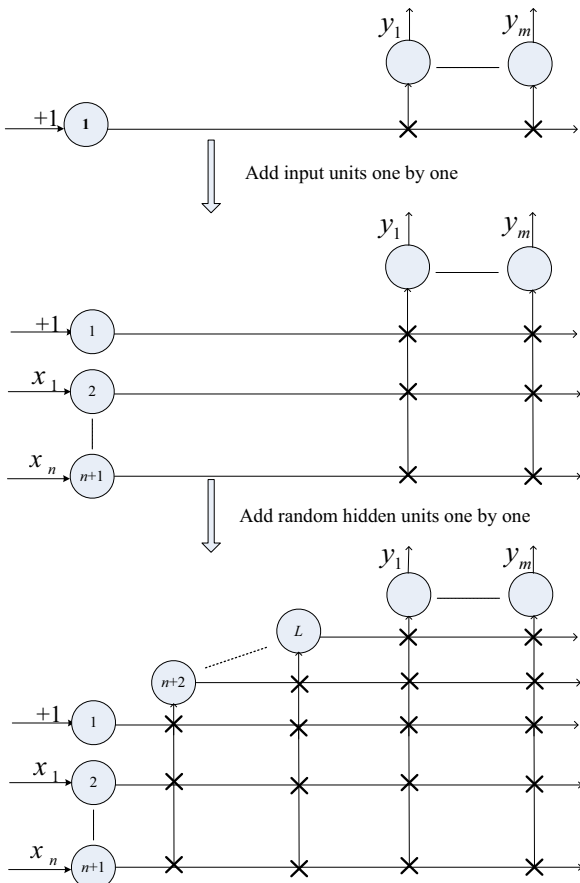 y1 ym
+1 1
Add input units one by one
y1 ym
+1 1
x1 2
xn n+1
Add random hidden units one by one
y1 ym
L
n+2
+1 1
x1 2
xn n+1